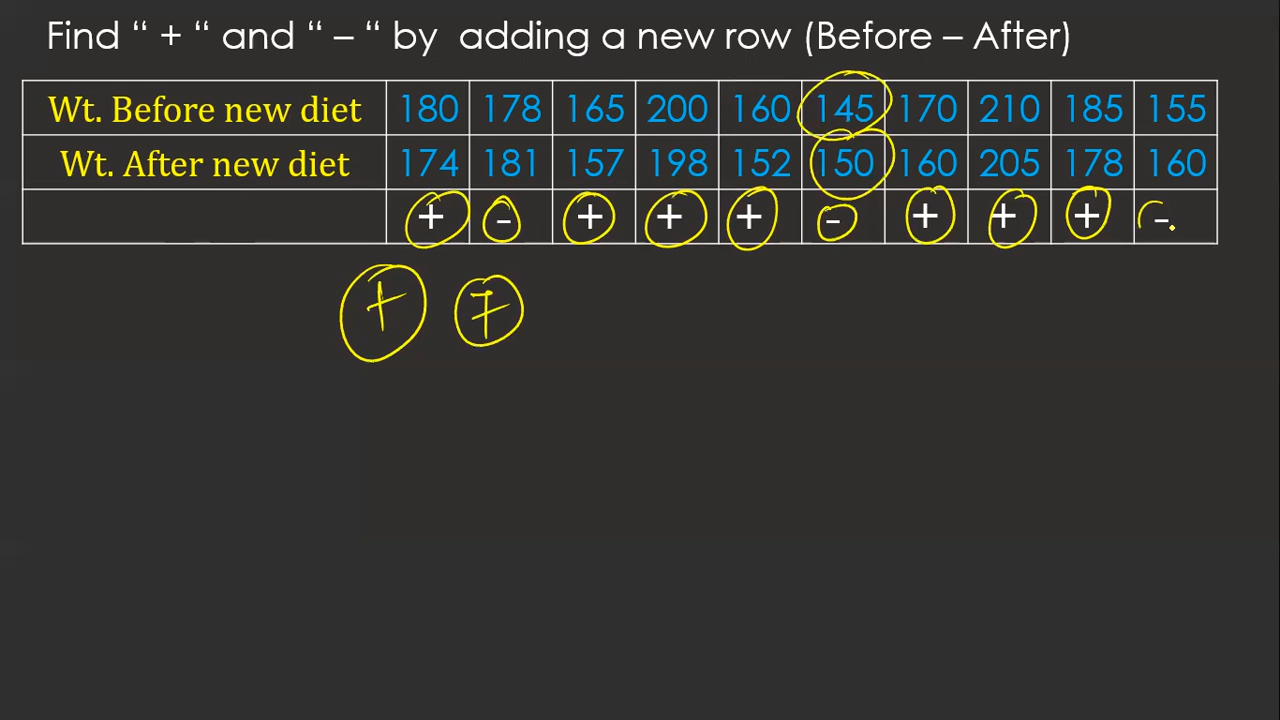 Find “ + “ and “ – “ by adding a new row (Before – After)
Wt. Before new diet 180 178 165 200 160 145 170 210 185 155
Wt. After new diet 174 181 157 198 152 150 160 205 178 160
+ - + + + - + + + -
+ 7